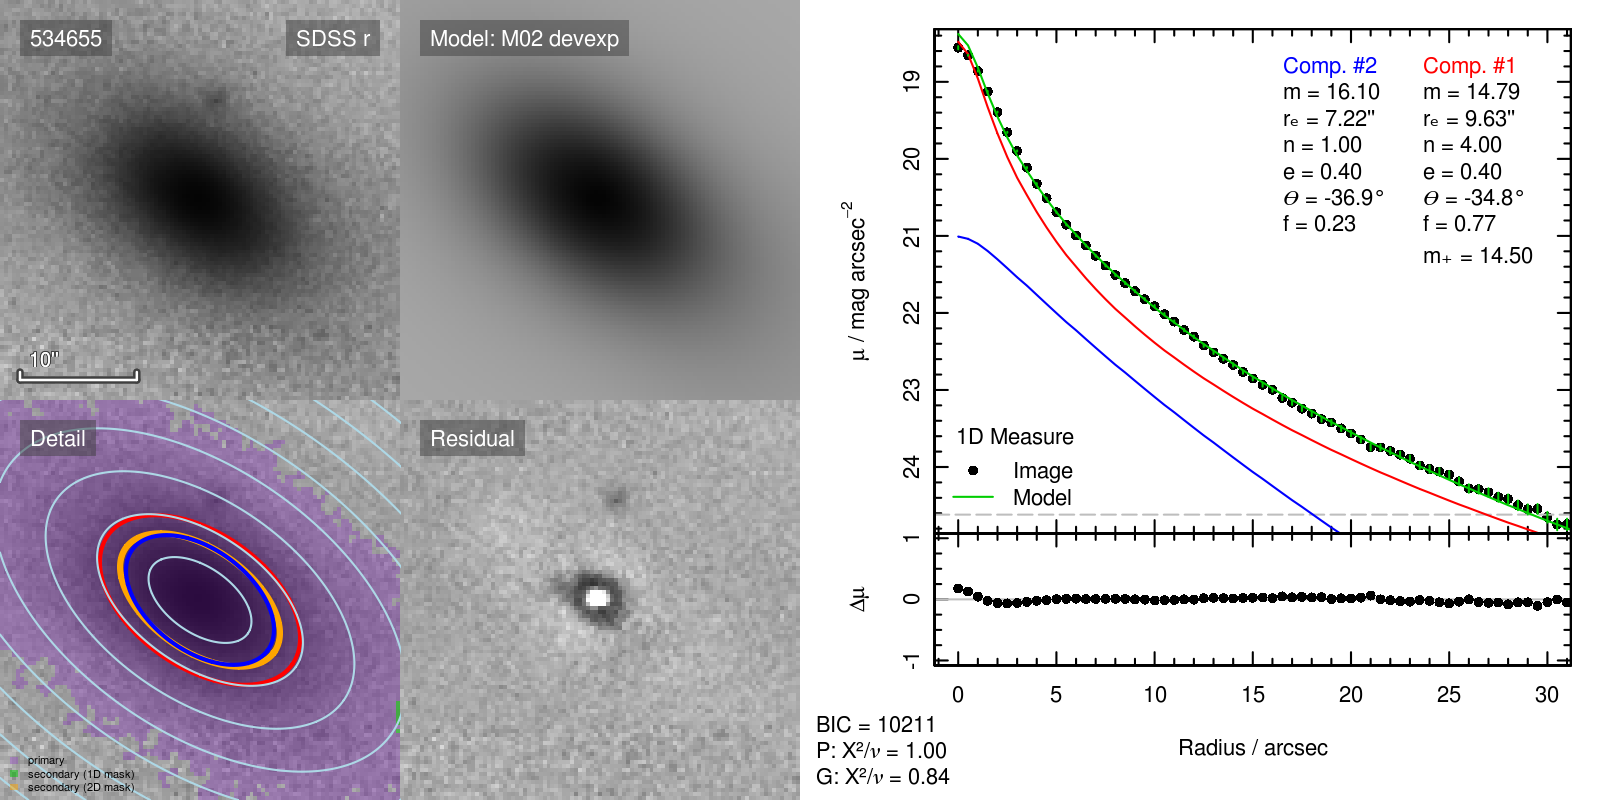 534655
SDSS r
Model: M02 devexp
10"
Detail
Residual
primary
secondary (1D mask)
secondary (2D mask)
19
20
21
22
23
24
μ / mag arcsec⁻²
Comp. #2
m = 16.10
rₑ = 7.22"
n = 1.00
e = 0.40
Θ = -36.9°
f = 0.23
Comp. #1
m = 14.79
rₑ = 9.63"
n = 4.00
e = 0.40
Θ = -34.8°
f = 0.77
m₊ = 14.50
1D Measure
Image
Model
1
0
-1
Δμ
0 5 10 15 20 25 30
Radius / arcsec
BIC = 10211
P: X²/ν = 1.00
G: X²/ν = 0.84